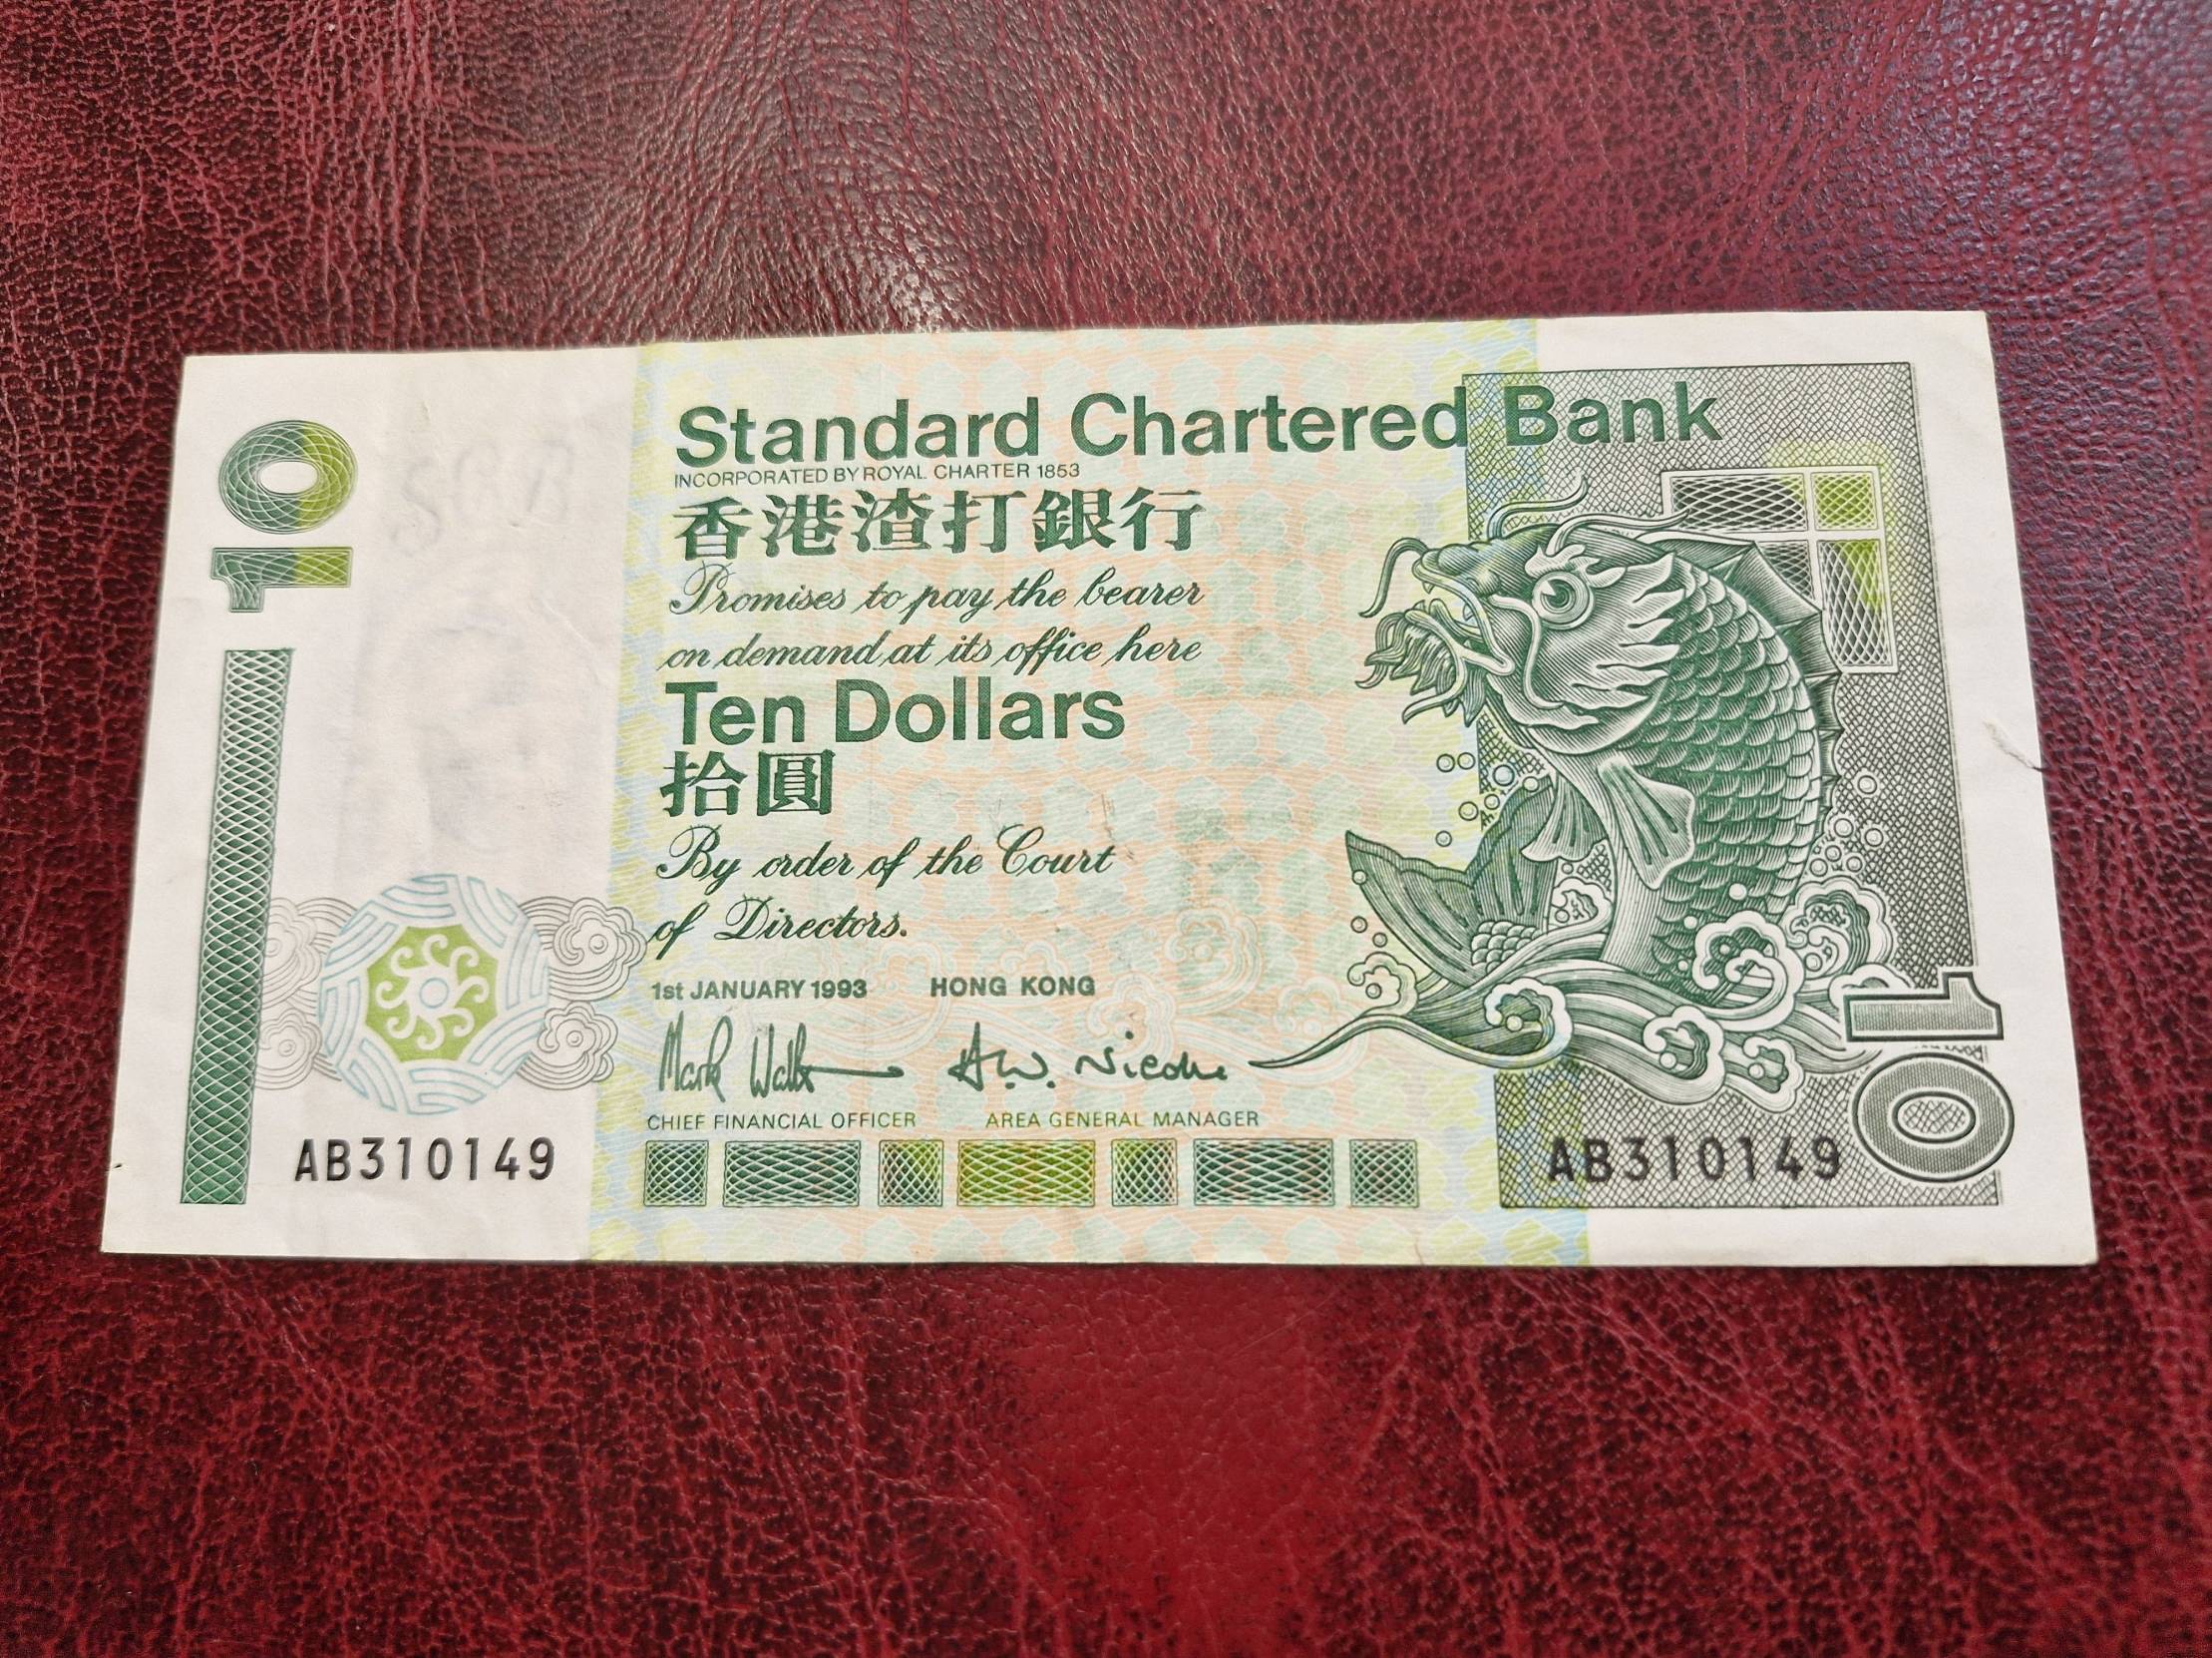 10
Standard Chartered Bank
INCORPORATED BY ROYAL CHARTER 1853
香港渣打銀行
Promises to pay the bearer
on demand at its office here
Ten Dollars
拾圓
By order of the Court
of Directors.
1st JANUARY 1993 HONG KONG
Mark
A.W.
CHIEF FINANCIAL OFFICER AREA GENERAL MANAGER
AB310149
AB310149
10